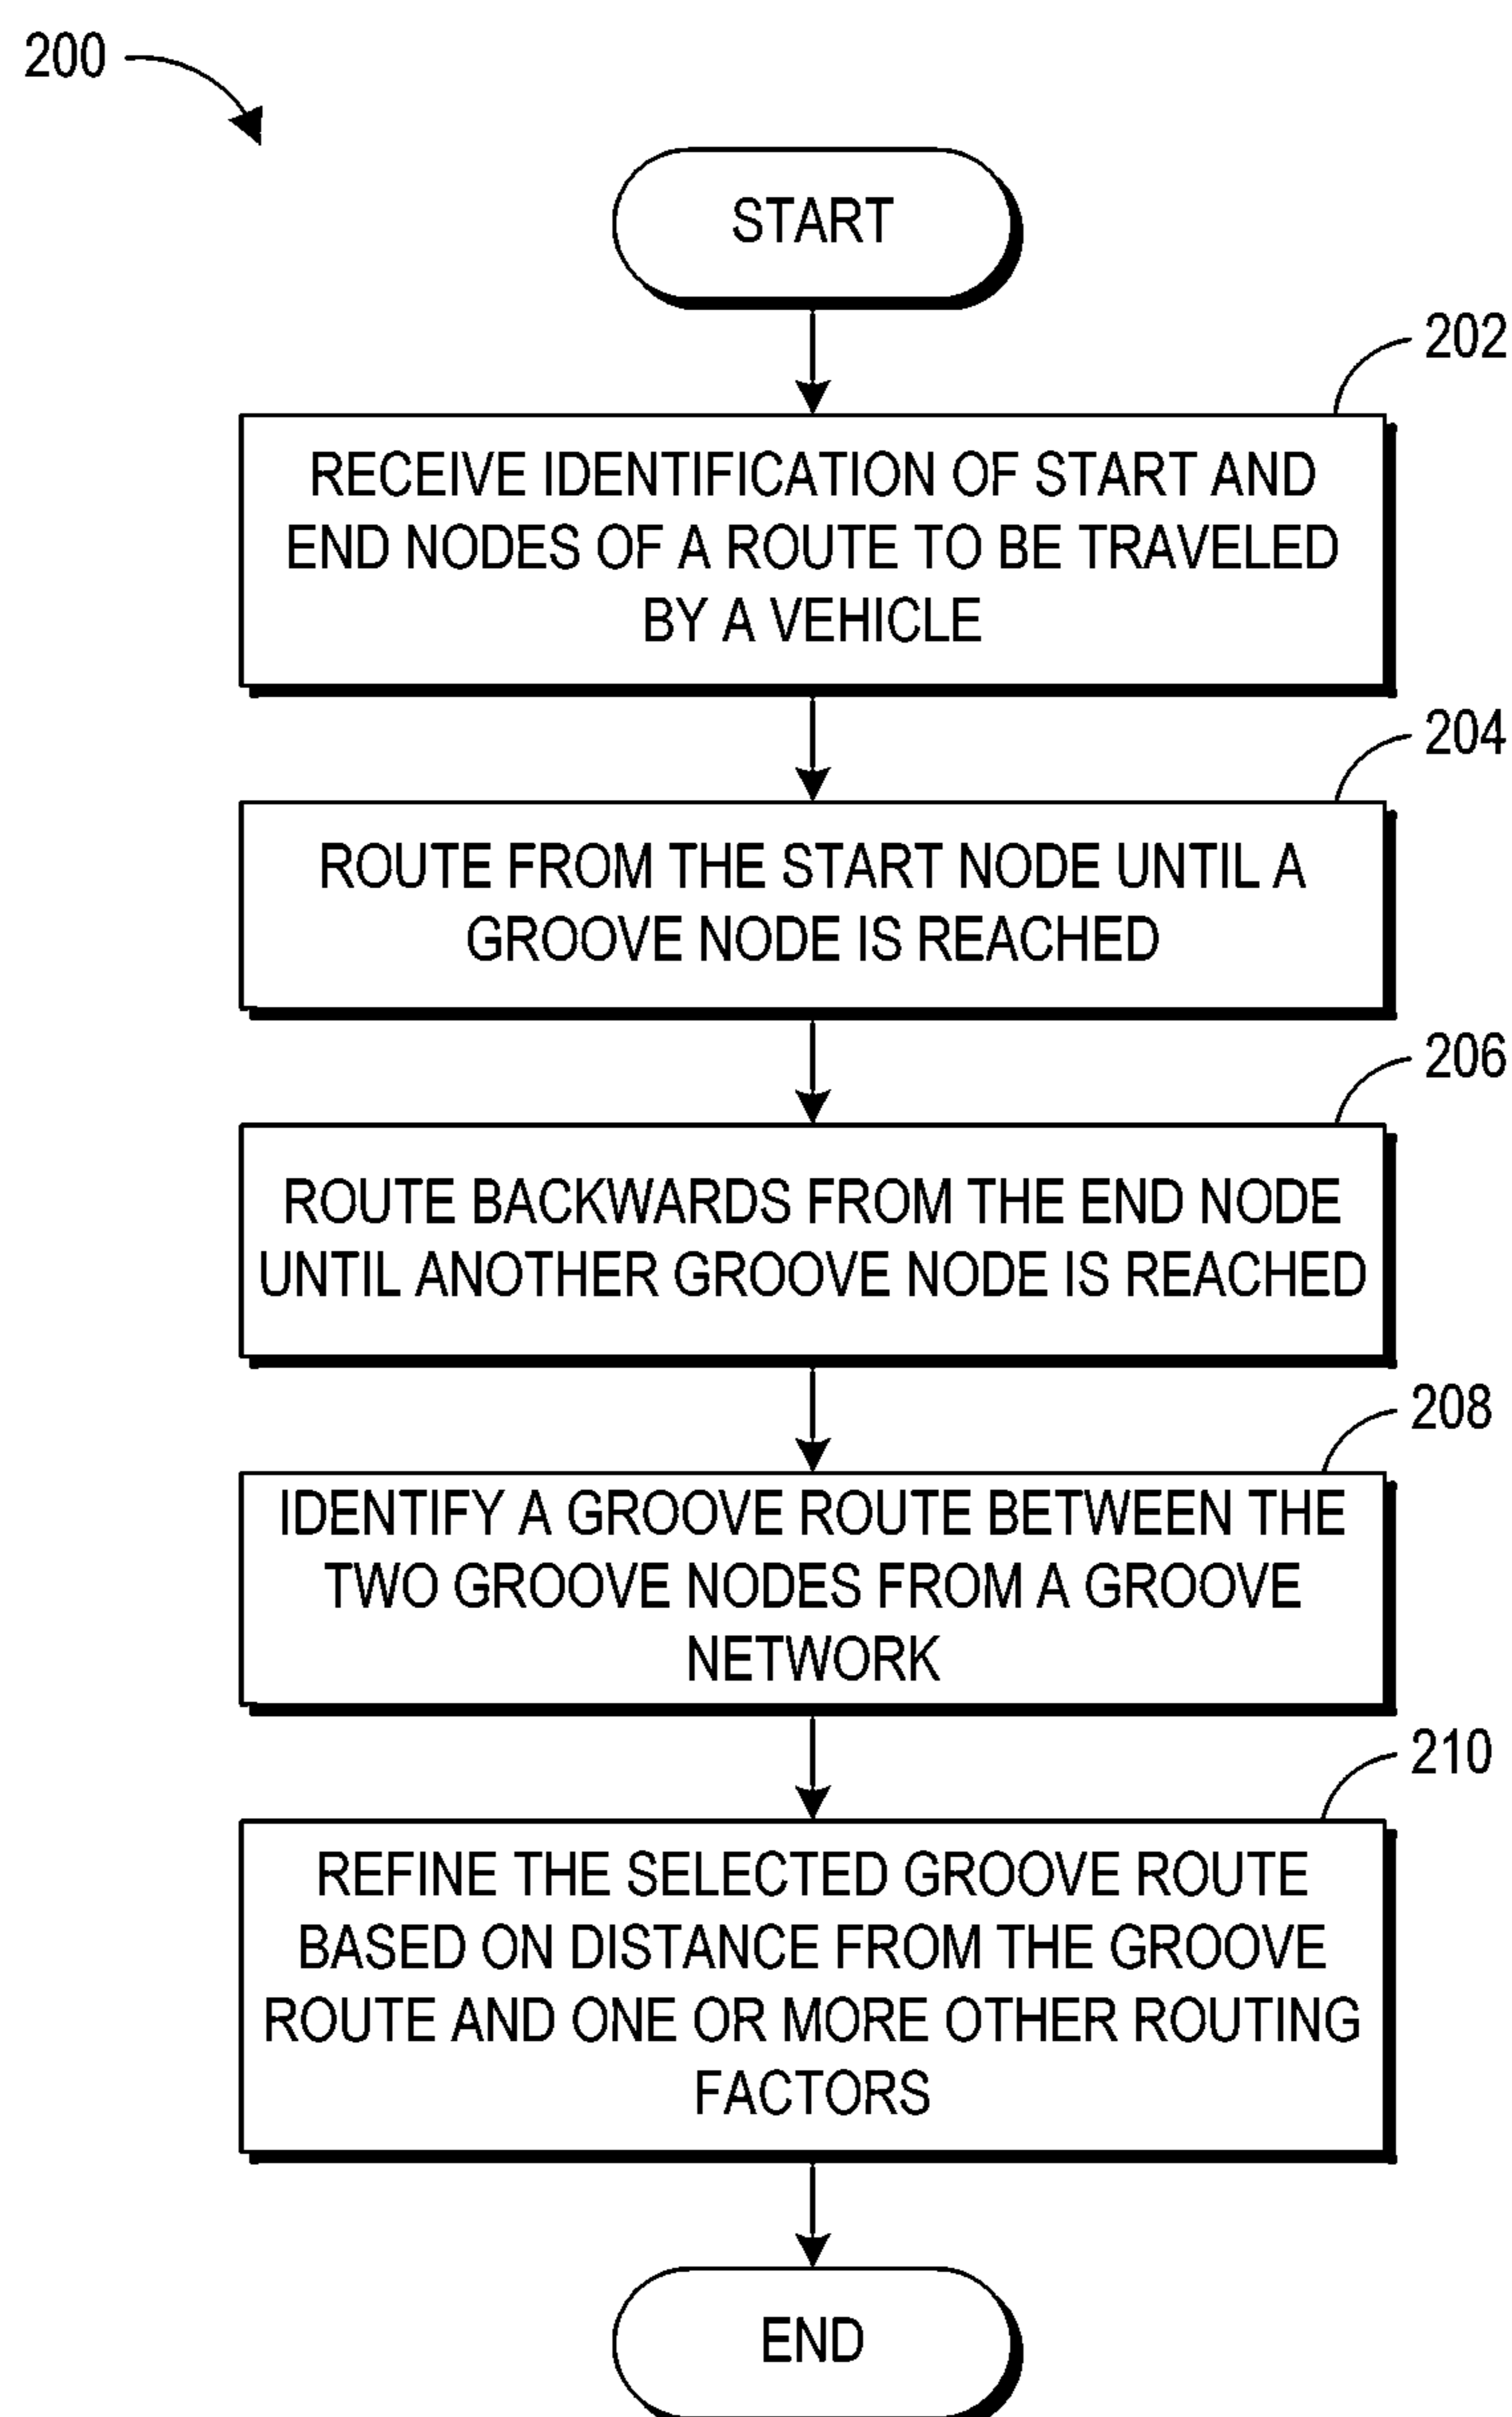 200
START
202
RECEIVE IDENTIFICATION OF START AND
END NODES OF A ROUTE TO BE TRAVELED
BY A VEHICLE
204
ROUTE FROM THE START NODE UNTIL A
GROOVE NODE IS REACHED
206
ROUTE BACKWARDS FROM THE END NODE
UNTIL ANOTHER GROOVE NODE IS REACHED
208
IDENTIFY A GROOVE ROUTE BETWEEN THE
TWO GROOVE NODES FROM A GROOVE
NETWORK
210
REFINE THE SELECTED GROOVE ROUTE
BASED ON DISTANCE FROM THE GROOVE
ROUTE AND ONE OR MORE OTHER ROUTING
FACTORS
END